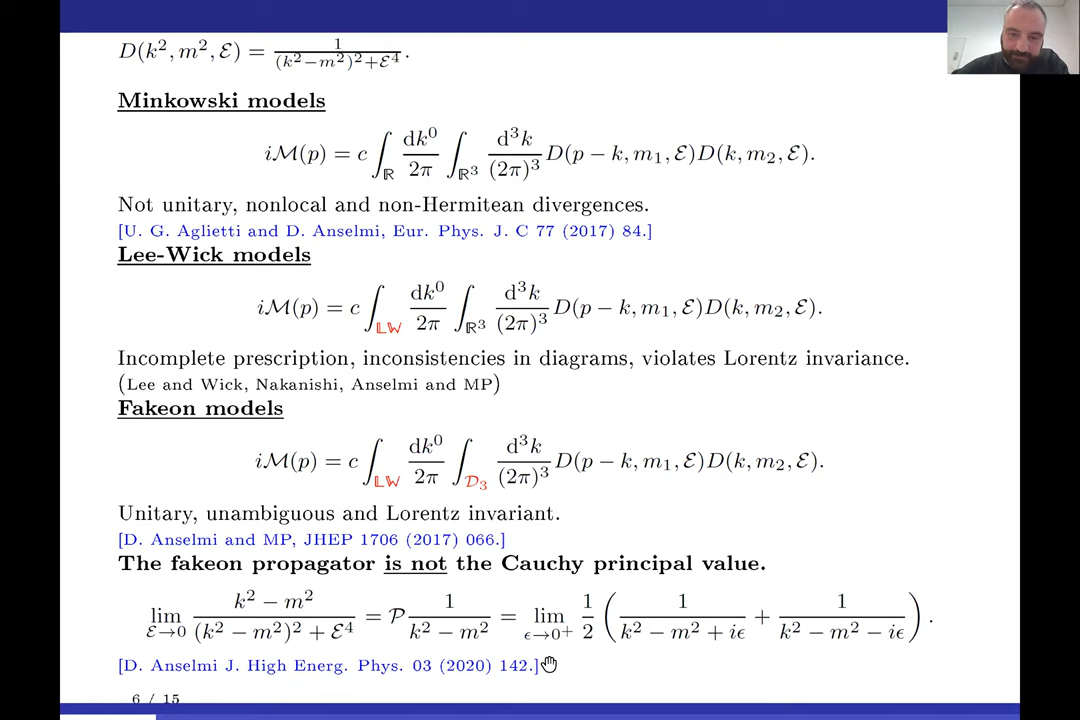 D(k², m², ℰ) = 1/((k²−m²)²+ℰ⁴).
Minkowski models
iℳ(p) = c ∫_ℝ dk⁰/2π ∫_ℝ³ d³k/(2π)³ D(p − k, m₁, ℰ)D(k, m₂, ℰ).
Not unitary, nonlocal and non-Hermitean divergences.
[U. G. Aglietti and D. Anselmi, Eur. Phys. J. C 77 (2017) 84.]
Lee-Wick models
iℳ(p) = c ∫_𝕃𝕎 dk⁰/2π ∫_ℝ³ d³k/(2π)³ D(p − k, m₁, ℰ)D(k, m₂, ℰ).
Incomplete prescription, inconsistencies in diagrams, violates Lorentz invariance.
(Lee and Wick, Nakanishi, Anselmi and MP)
Fakeon models
iℳ(p) = c ∫_𝕃𝕎 dk⁰/2π ∫_𝒟₃ d³k/(2π)³ D(p − k, m₁, ℰ)D(k, m₂, ℰ).
Unitary, unambiguous and Lorentz invariant.
[D. Anselmi and MP, JHEP 1706 (2017) 066.]
The fakeon propagator is not the Cauchy principal value.
lim_{ℰ→0} (k² − m²)/((k² − m²)² + ℰ⁴) = 𝒫 1/(k² − m²) = lim_{ϵ→0⁺} 1/2 (1/(k² − m² + iϵ) + 1/(k² − m² − iϵ)).
[D. Anselmi J. High Energ. Phys. 03 (2020) 142.]
6 / 15